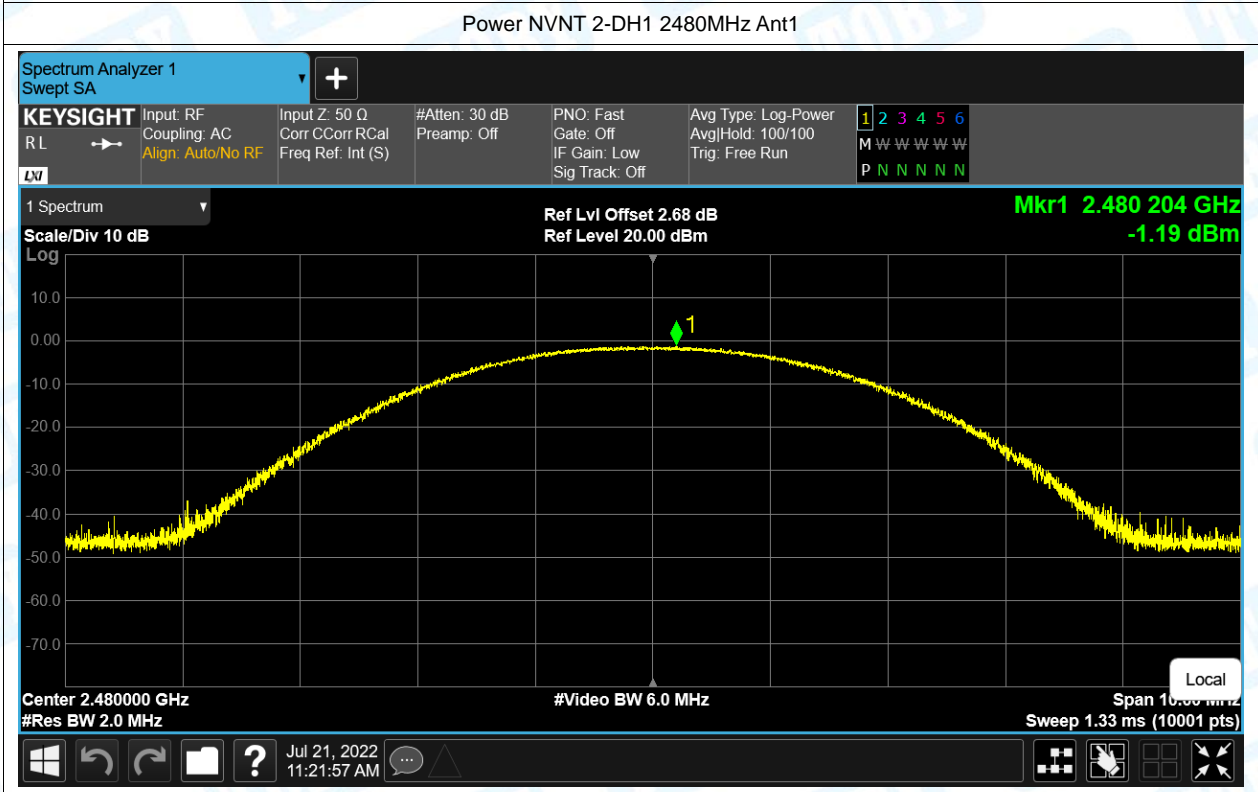 Power NVNT 2-DH1 2480MHz Ant1
Spectrum Analyzer 1
Swept SA
KEYSIGHT
R L
LXI
Input: RF
Coupling: AC
Align: Auto/No RF
Input Z: 50 Ω
Corr CCorr RCal
Freq Ref: Int (S)
#Atten: 30 dB
Preamp: Off
PNO: Fast
Gate: Off
IF Gain: Low
Sig Track: Off
Avg Type: Log-Power
Avg|Hold: 100/100
Trig: Free Run
1 2 3 4 5 6
M W W W W W
P N N N N N
1 Spectrum
Scale/Div 10 dB
Ref Lvl Offset 2.68 dB
Ref Level 20.00 dBm
Mkr1 2.480 204 GHz
-1.19 dBm
Log
10.0
0.00
-10.0
-20.0
-30.0
-40.0
-50.0
-60.0
-70.0
1
Local
Center 2.480000 GHz
#Video BW 6.0 MHz
Span 10.00 MHz
#Res BW 2.0 MHz
Sweep 1.33 ms (10001 pts)
?
Jul 21, 2022
11:21:57 AM